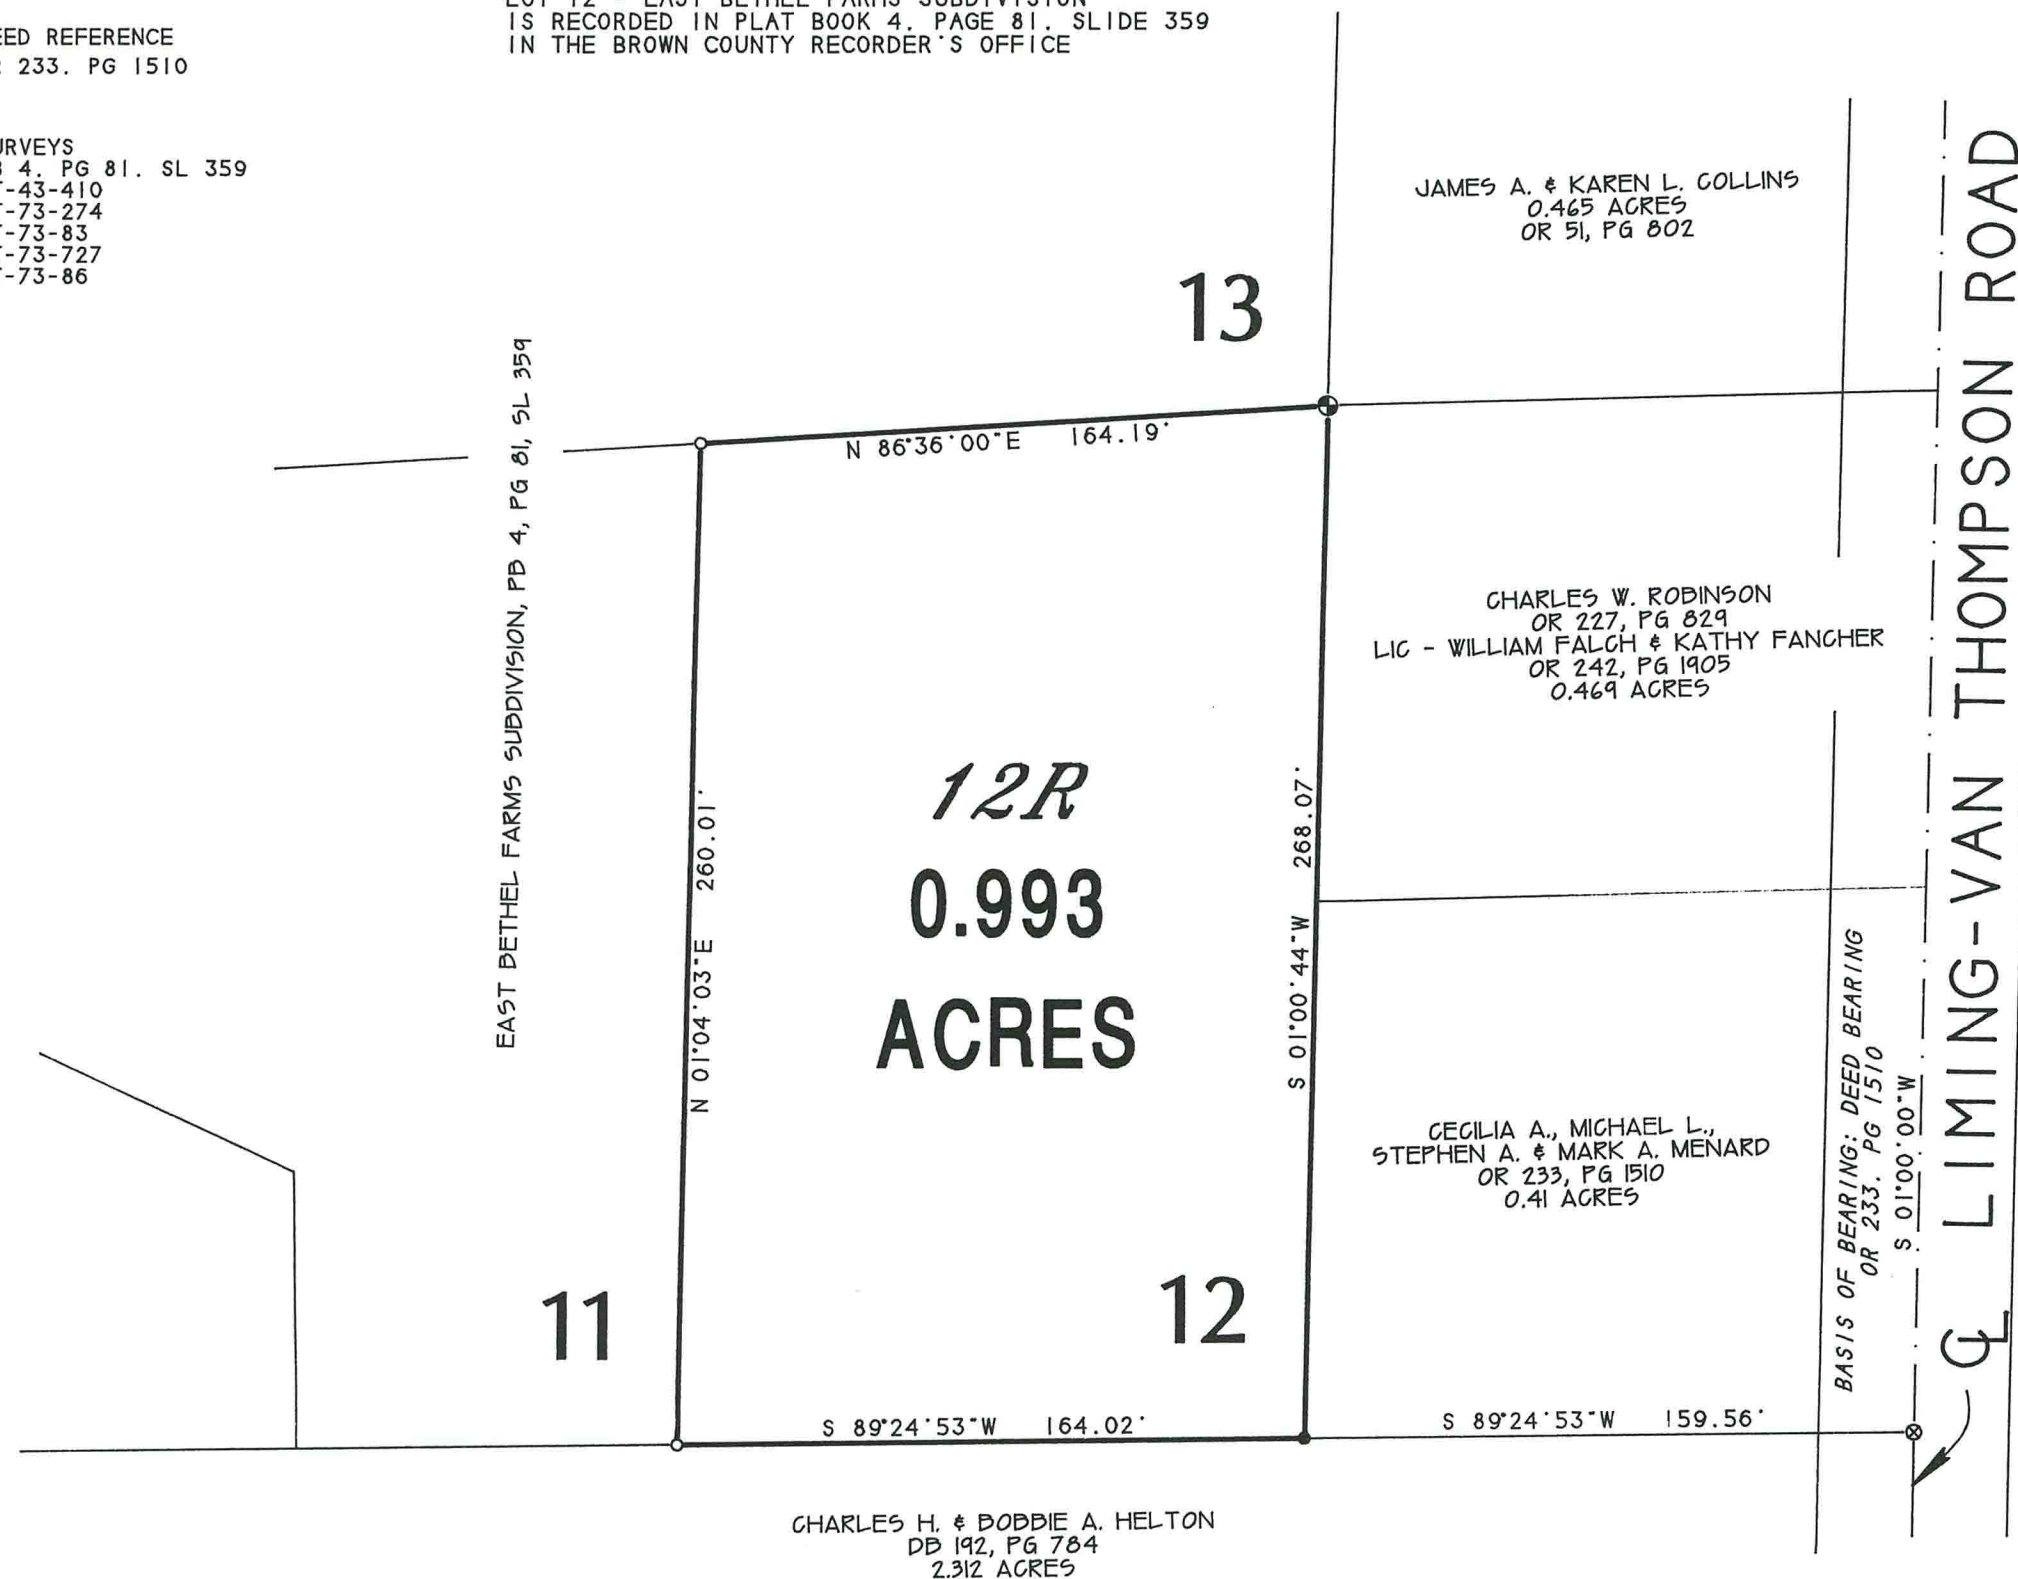 LOT 12 - EAST BETHEL FARMS SUBDIVISION
IS RECORDED IN PLAT BOOK 4. PAGE 81. SLIDE 359
IN THE BROWN COUNTY RECORDER'S OFFICE
REFERENCE
233. PG 1510
4. PG 81. SL 359
-43-410
-73-274
-73-83
-73-727
-73-86
JAMES A. & KAREN L. COLLINS
0.465 ACRES
OR 51, PG 802
13
EAST BETHEL FARMS SUBDIVISION, PB 4, PG 81, SL 359
N 86°36'00"E 164.19'
CHARLES W. ROBINSON
OR 227, PG 829
LIC - WILLIAM FALCH & KATHY FANCHER
OR 242, PG 1905
0.469 ACRES
12R
0.993
ACRES
N 01°04'03"E 260.01'
S 01°00'44"W 268.07'
CECILIA A., MICHAEL L.,
STEPHEN A. & MARK A. MENARD
OR 233, PG 1510
0.41 ACRES
BASIS OF BEARING: DEED BEARING
OR 233. PG 1510
S 01°00'00"W
℄ LIMING-VAN THOMPSON ROAD
11
12
S 89°24'53"W 164.02'
S 89°24'53"W 159.56'
CHARLES H. & BOBBIE A. HELTON
DB 192, PG 784
2.312 ACRES